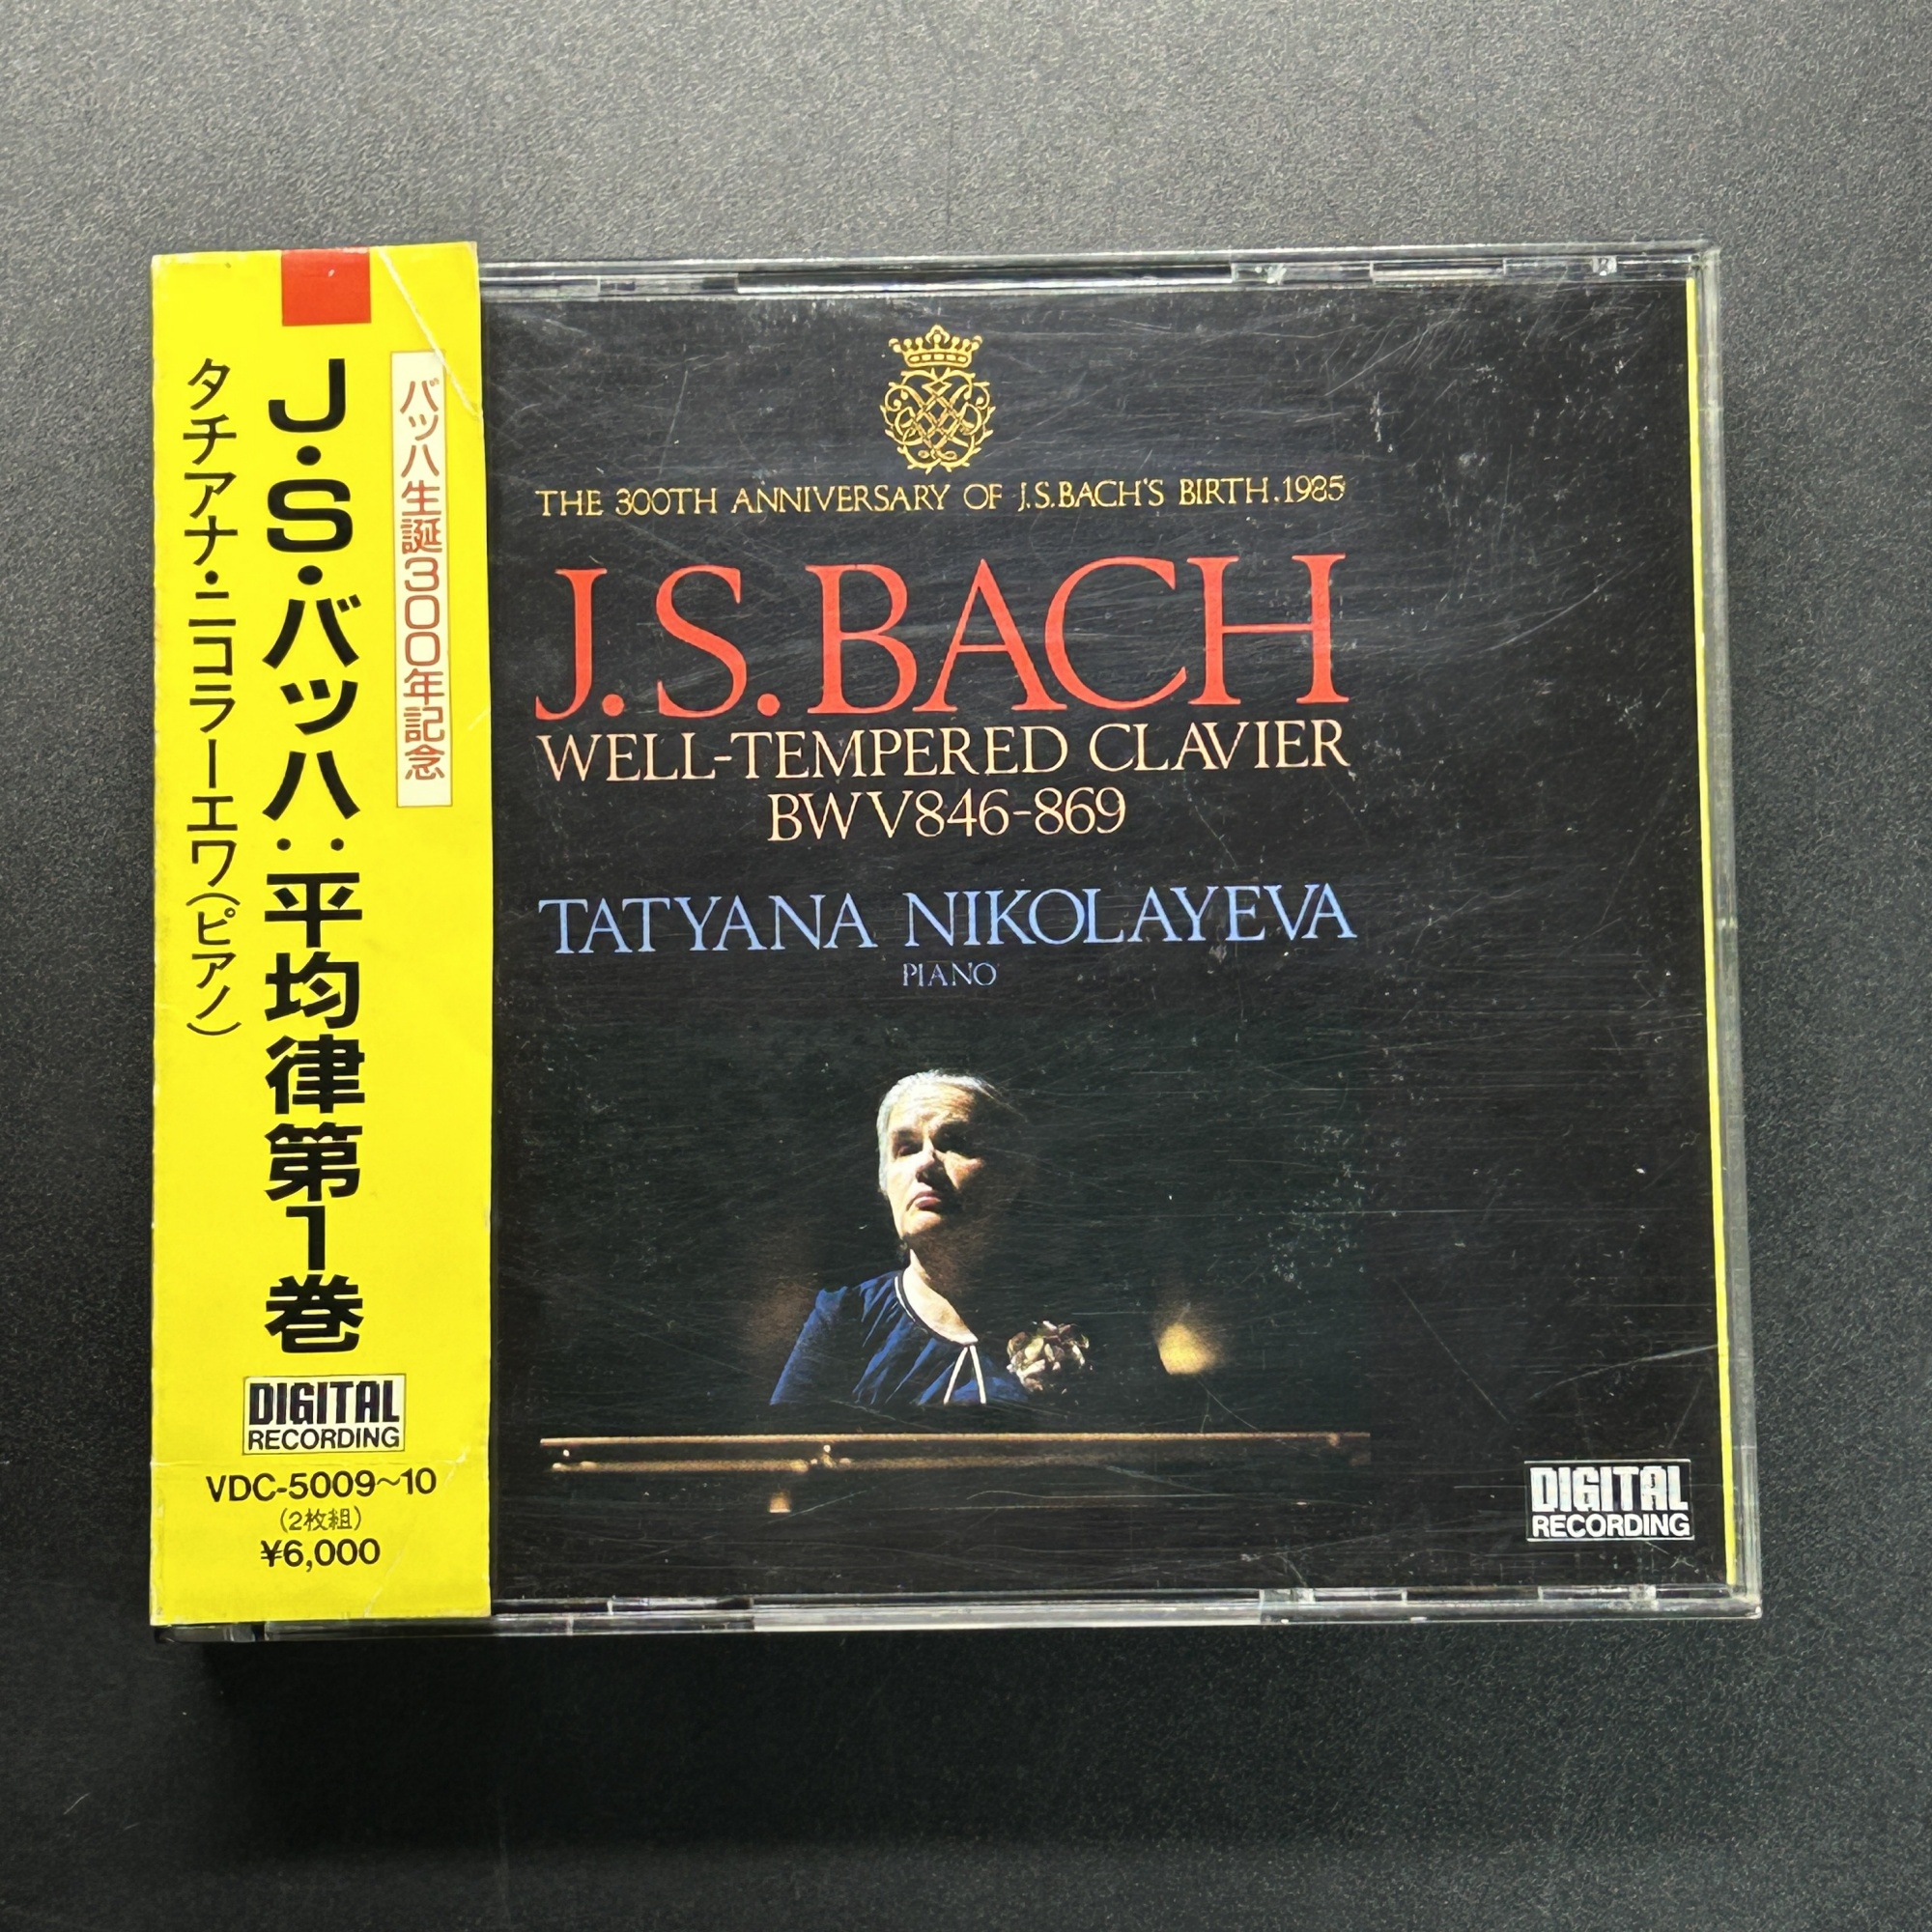 バッハ生誕300年記念
J・S・バッハ:平均律第1巻
タチアナ・ニコラーエワ(ピアノ)
DIGITAL
RECORDING
VDC-5009~10
(2枚組)
¥6,000
THE 300TH ANNIVERSARY OF J.S.BACH'S BIRTH.1985
J.S.BACH
WELL-TEMPERED CLAVIER
BWV846-869
TATYANA NIKOLAYEVA
PIANO
DIGITAL
RECORDING